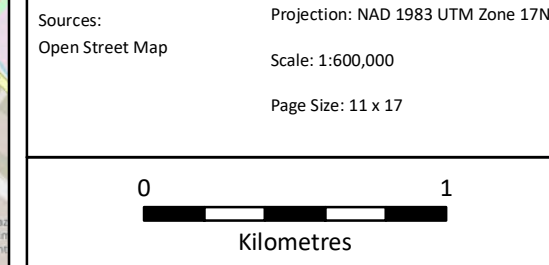 Sources:
Open Street Map
Projection: NAD 1983 UTM Zone 17N
Scale: 1:600,000
Page Size: 11 x 17
0 1
Kilometres